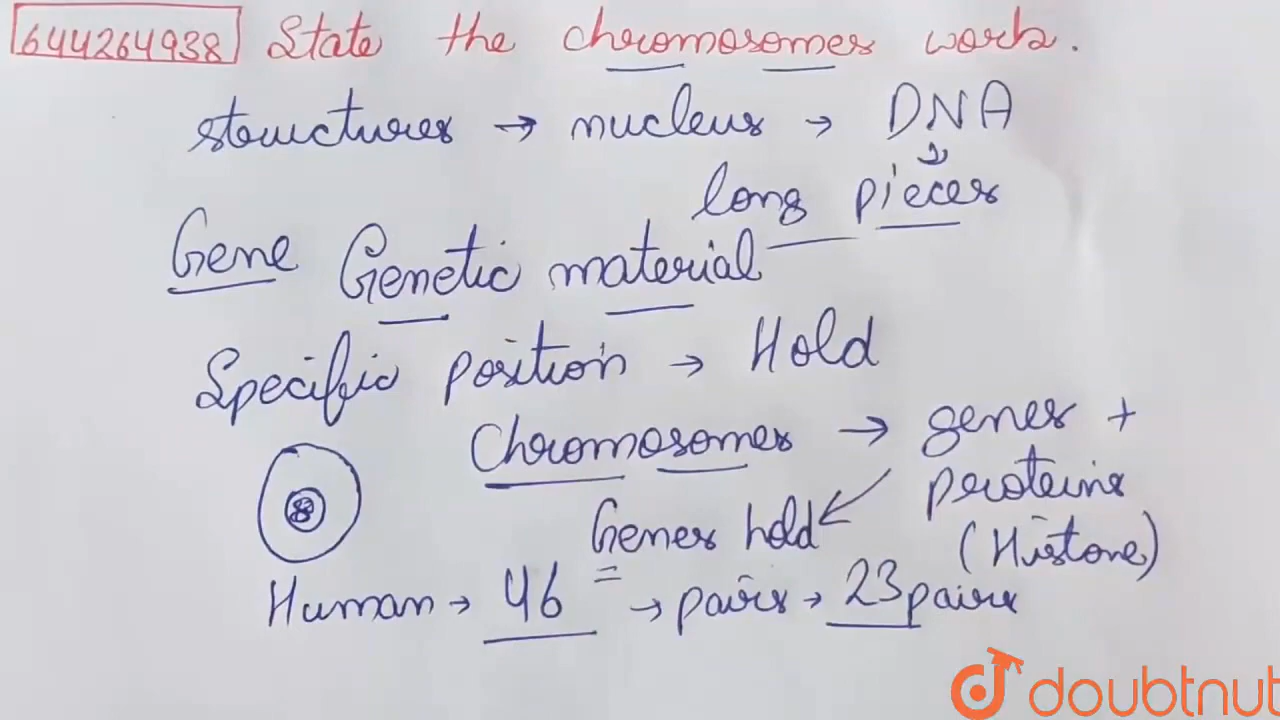 644264938 State the chromosomes work.
structures → nucleus → DNA
long pieces
Gene Genetic material
Specific position → Hold
Chromosomes → genes +
proteins
Genes hold
(Histone)
Human → 46 → pairs → 23 pairs
doubtnut